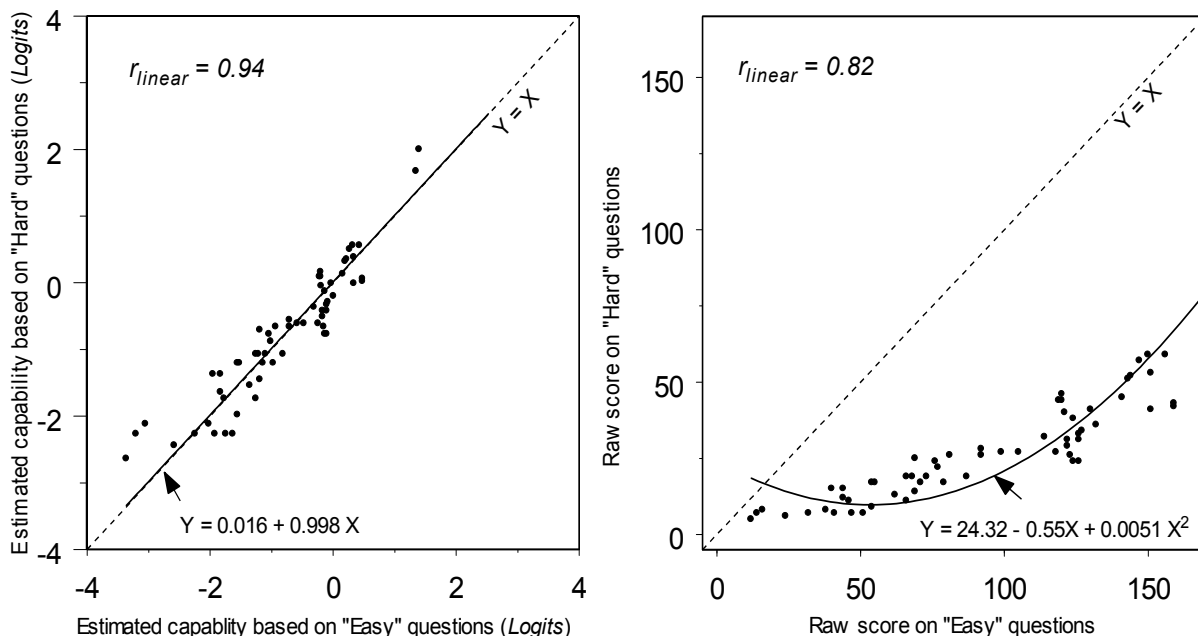 Estimated capability based on "Hard" questions (Logits)
4
2
0
-2
-4
r linear = 0.94
Y = X
Y = 0.016 + 0.998 X
-4 -2 0 2 4
Estimated capablity based on "Easy" questions (Logits)
Raw score on "Hard" questions
150
100
50
0
r linear = 0.82
Y = X
Y = 24.32 - 0.55X + 0.0051 X2
0 50 100 150
Raw score on "Easy" questions